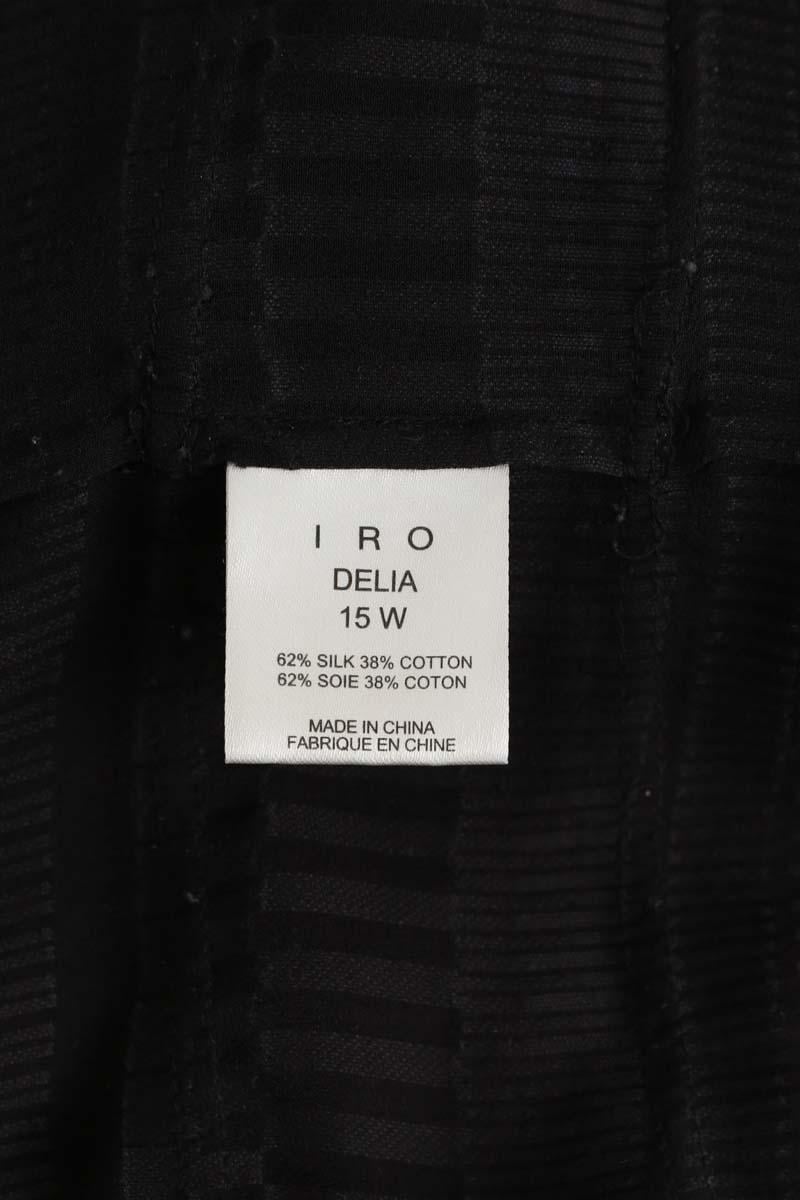 I R O
DELIA
15 W
62% SILK 38% COTTON
62% SOIE 38% COTON
MADE IN CHINA
FABRIQUE EN CHINE